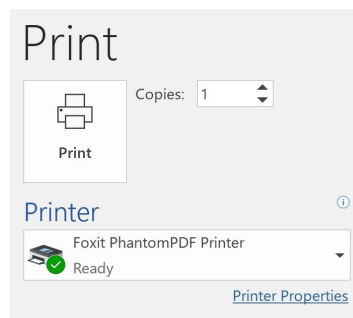 Print
Copies: 1
Print
Printer
Foxit PhantomPDF Printer
Ready
Printer Properties